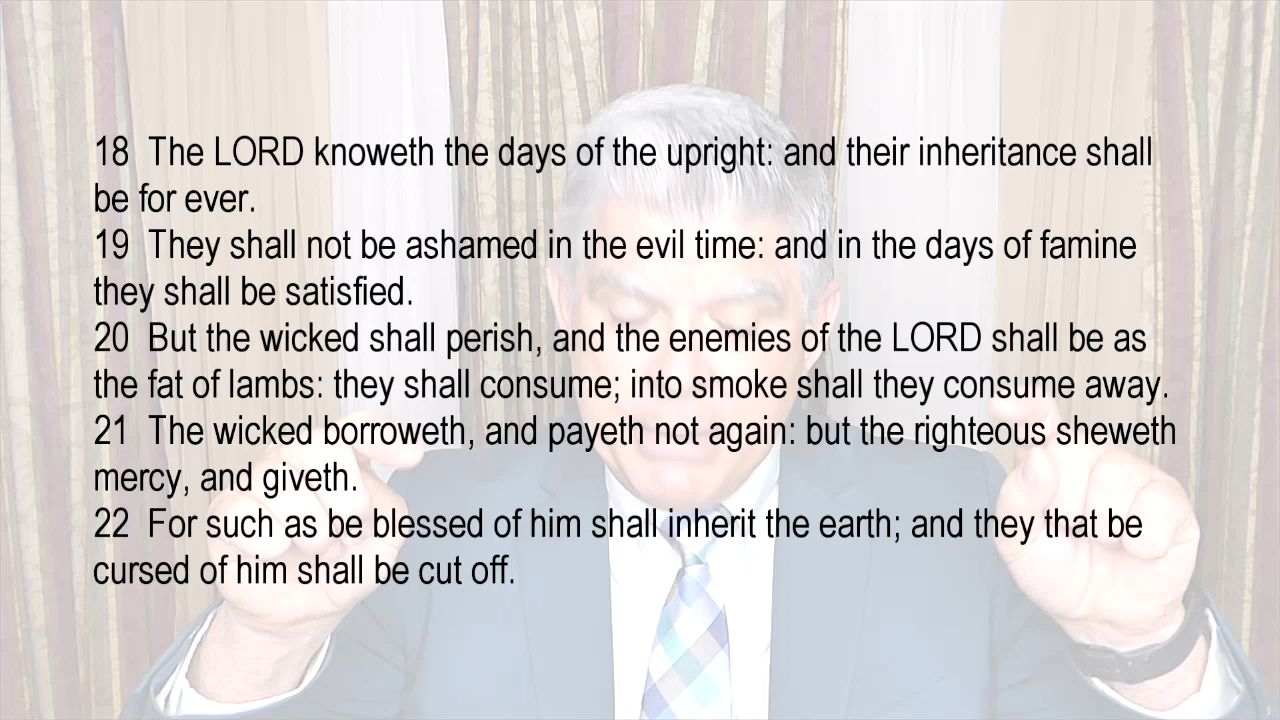 18 The LORD knoweth the days of the upright: and their inheritance shall
be for ever.
19 They shall not be ashamed in the evil time: and in the days of famine
they shall be satisfied.
20 But the wicked shall perish, and the enemies of the LORD shall be as
the fat of lambs: they shall consume; into smoke shall they consume away.
21 The wicked borroweth, and payeth not again: but the righteous sheweth
mercy, and giveth.
22 For such as be blessed of him shall inherit the earth; and they that be
cursed of him shall be cut off.